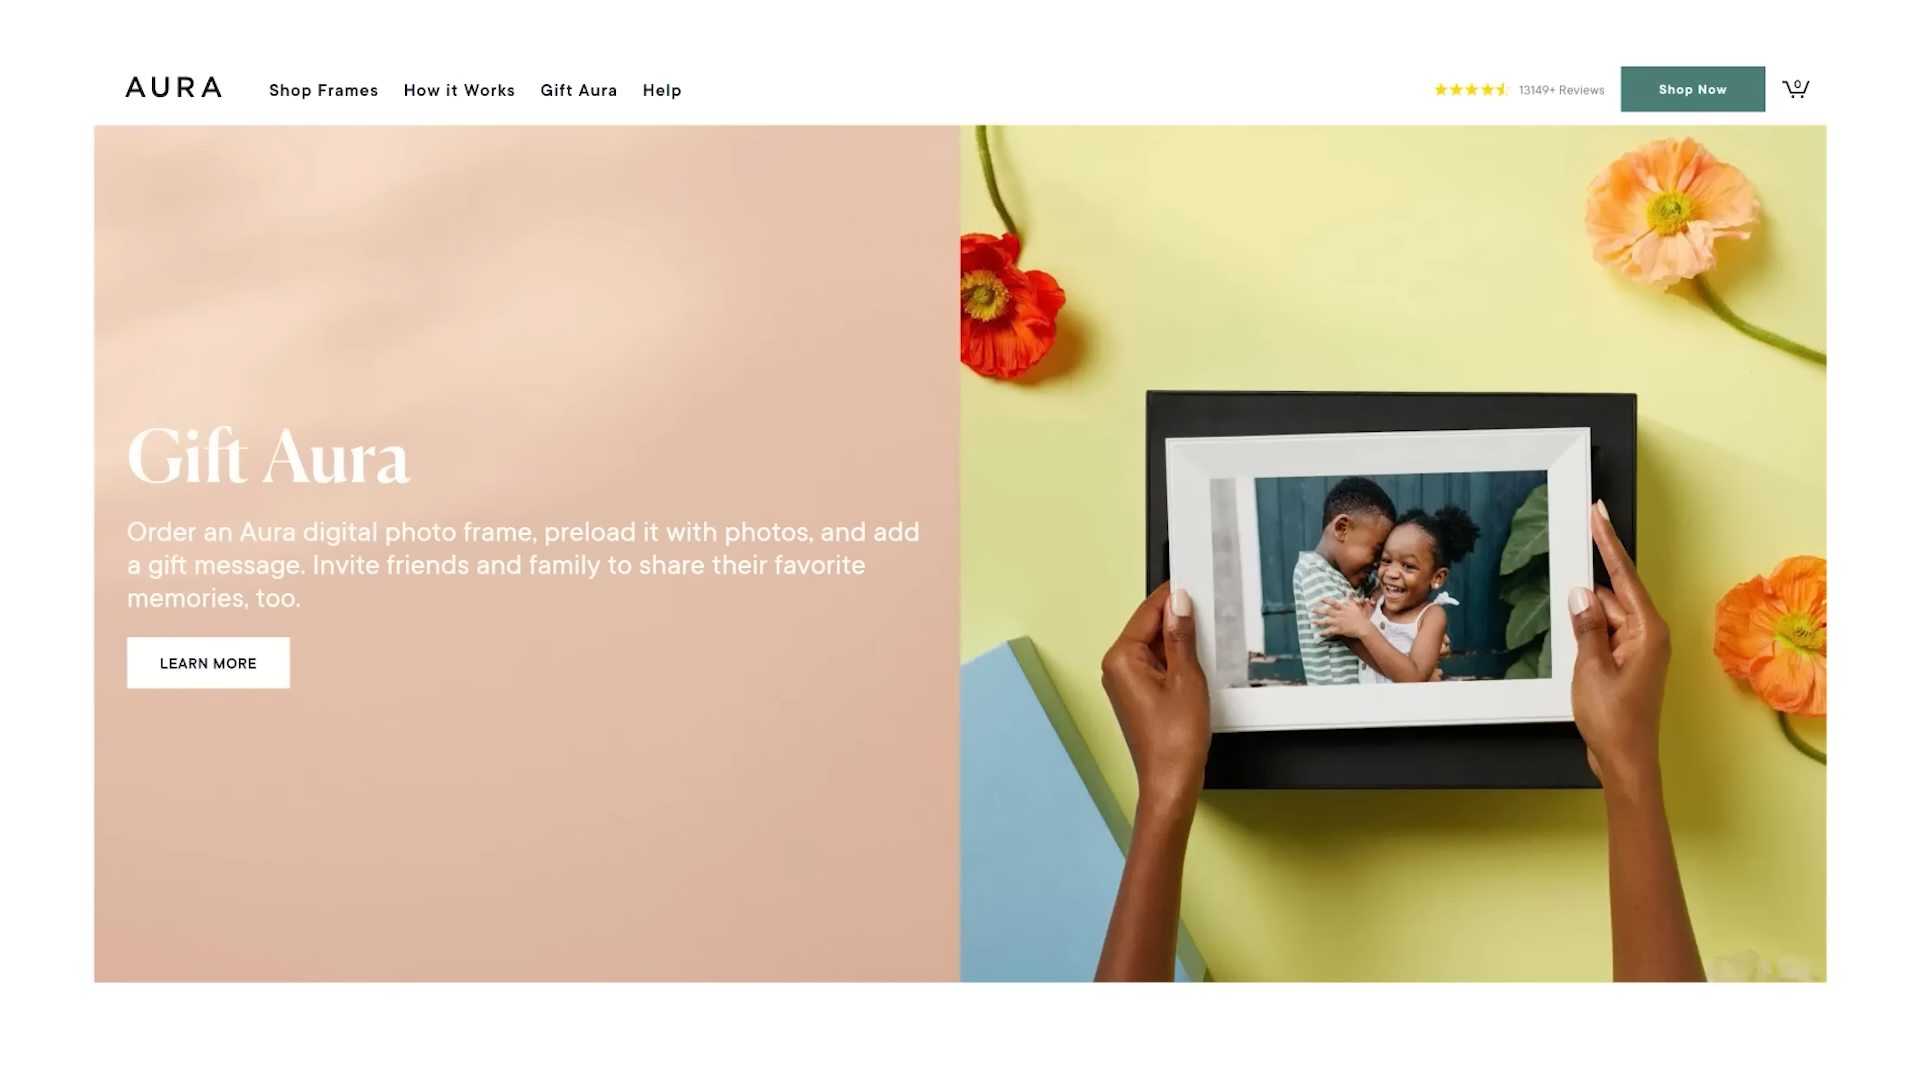 AURA
Shop Frames
How it Works
Gift Aura
Help
13149+ Reviews
Shop Now
0
Gift Aura
Order an Aura digital photo frame, preload it with photos, and add
a gift message. Invite friends and family to share their favorite
memories, too.
LEARN MORE